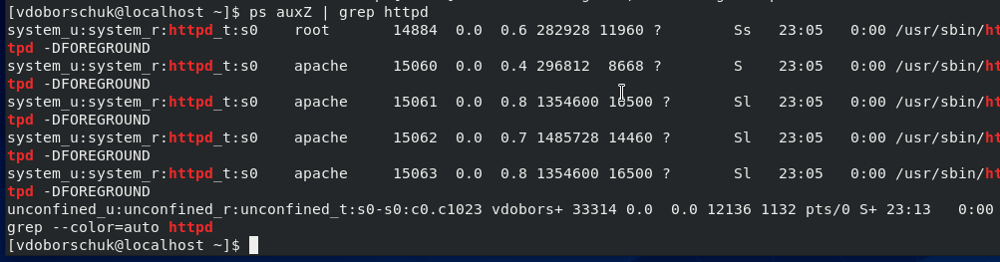 [vdoborschuk@localhost ~]$ ps auxZ | grep httpd
system_u:system_r:httpd_t:s0    root       14884  0.0  0.6 282928 11960 ?        Ss   23:05   0:00 /usr/sbin/ht
tpd -DFOREGROUND
system_u:system_r:httpd_t:s0    apache     15060  0.0  0.4 296812  8668 ?        S    23:05   0:00 /usr/sbin/ht
tpd -DFOREGROUND
system_u:system_r:httpd_t:s0    apache     15061  0.0  0.8 1354600 16500 ?       Sl   23:05   0:00 /usr/sbin/ht
tpd -DFOREGROUND
system_u:system_r:httpd_t:s0    apache     15062  0.0  0.7 1485728 14460 ?       Sl   23:05   0:00 /usr/sbin/ht
tpd -DFOREGROUND
system_u:system_r:httpd_t:s0    apache     15063  0.0  0.8 1354600 16500 ?       Sl   23:05   0:00 /usr/sbin/ht
tpd -DFOREGROUND
unconfined_u:unconfined_r:unconfined_t:s0-s0:c0.c1023 vdobors+ 33314 0.0  0.0 12136 1132 pts/0 S+ 23:13   0:00
grep --color=auto httpd
[vdoborschuk@localhost ~]$